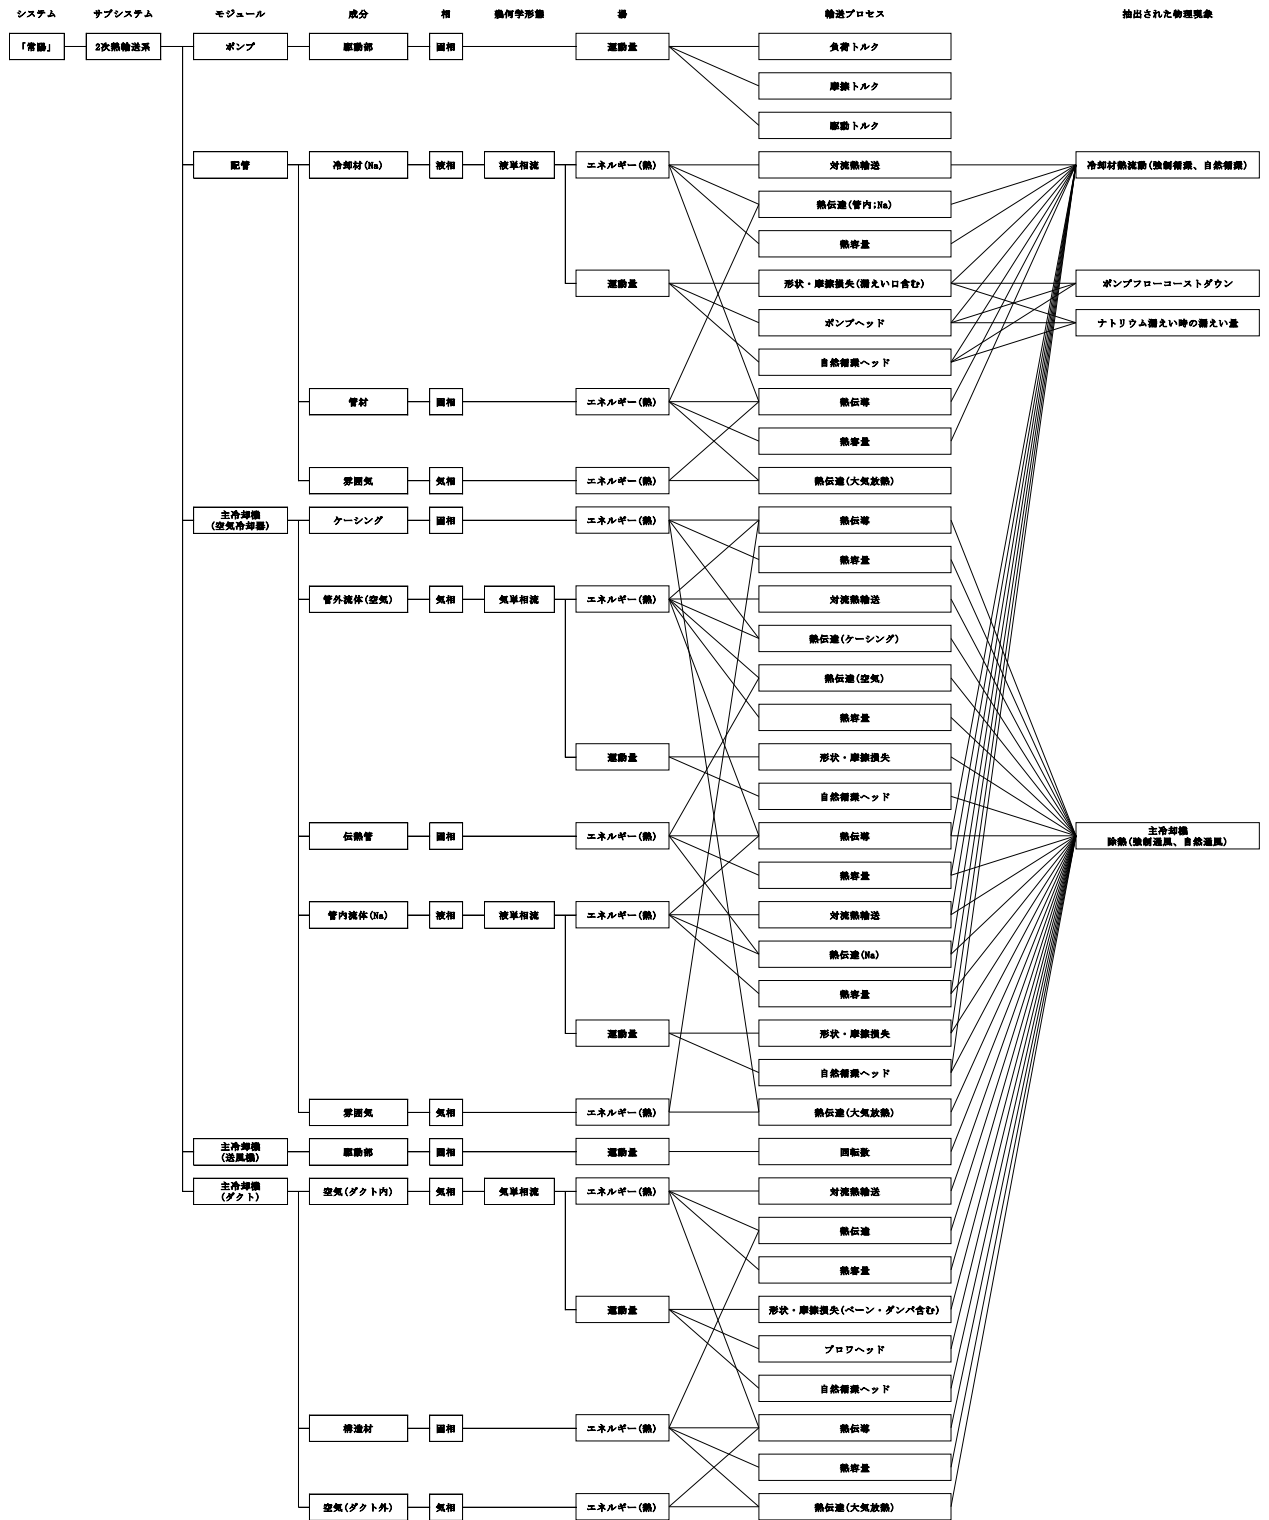 システム サブシステム モジュール 成分 相 幾何学形態 場 輸送プロセス 抽出された物理現象
「常陽」 2次熱輸送系 ポンプ 駆動部 固相 運動量 負荷トルク
摩擦トルク
駆動トルク
配管 冷却材(Na) 液相 液単相流 エネルギー(熱) 対流熱輸送 冷却材熱流動(強制循環、自然循環)
熱伝達(管内;Na)
熱容量
運動量 形状・摩擦損失(漏えい口含む) ポンプフローコーストダウン
ポンプヘッド ナトリウム漏えい時の漏えい量
自然循環ヘッド
管材 固相 エネルギー(熱) 熱伝導
熱容量
雰囲気 気相 エネルギー(熱) 熱伝達(大気放熱)
主冷却機
(空気冷却器) ケーシング 固相 エネルギー(熱) 熱伝導
熱容量
管外流体(空気) 気相 気単相流 エネルギー(熱) 対流熱輸送
熱伝達(ケーシング)
熱伝達(空気)
熱容量
運動量 形状・摩擦損失
自然循環ヘッド
伝熱管 固相 エネルギー(熱) 熱伝導 主冷却機
除熱(強制通風、自然通風)
熱容量
管内流体(Na) 液相 液単相流 エネルギー(熱) 対流熱輸送
熱伝達(Na)
熱容量
運動量 形状・摩擦損失
自然循環ヘッド
雰囲気 気相 エネルギー(熱) 熱伝達(大気放熱)
主冷却機
(送風機) 駆動部 固相 運動量 回転数
主冷却機
(ダクト) 空気(ダクト内) 気相 気単相流 エネルギー(熱) 対流熱輸送
熱伝達
熱容量
運動量 形状・摩擦損失(ベーン・ダンパ含む)
ブロワヘッド
自然循環ヘッド
構造材 固相 エネルギー(熱) 熱伝導
熱容量
空気(ダクト外) 気相 エネルギー(熱) 熱伝達(大気放熱)